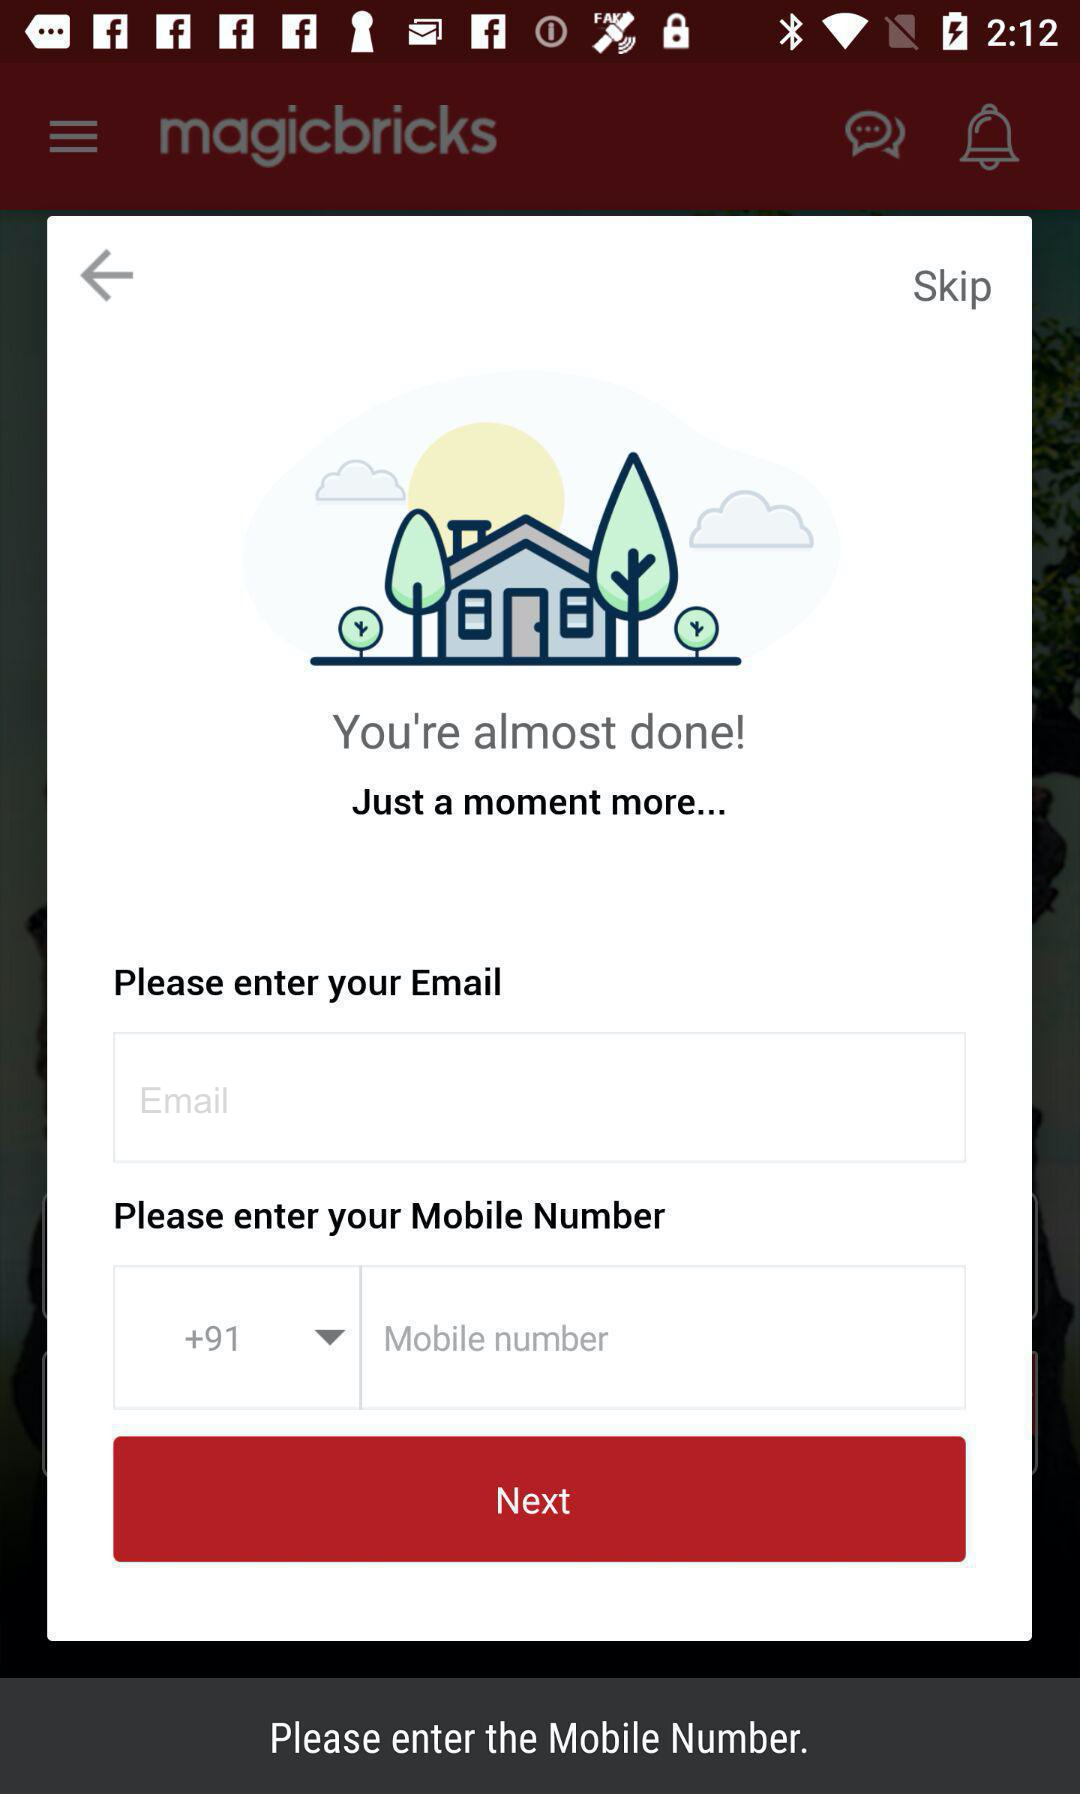 FAKE
2:12
magicbricks
Skip
You're almost done!
Just a moment more...
Please enter your Email
Email
Please enter your Mobile Number
+91
Mobile number
Next
Please enter the Mobile Number.